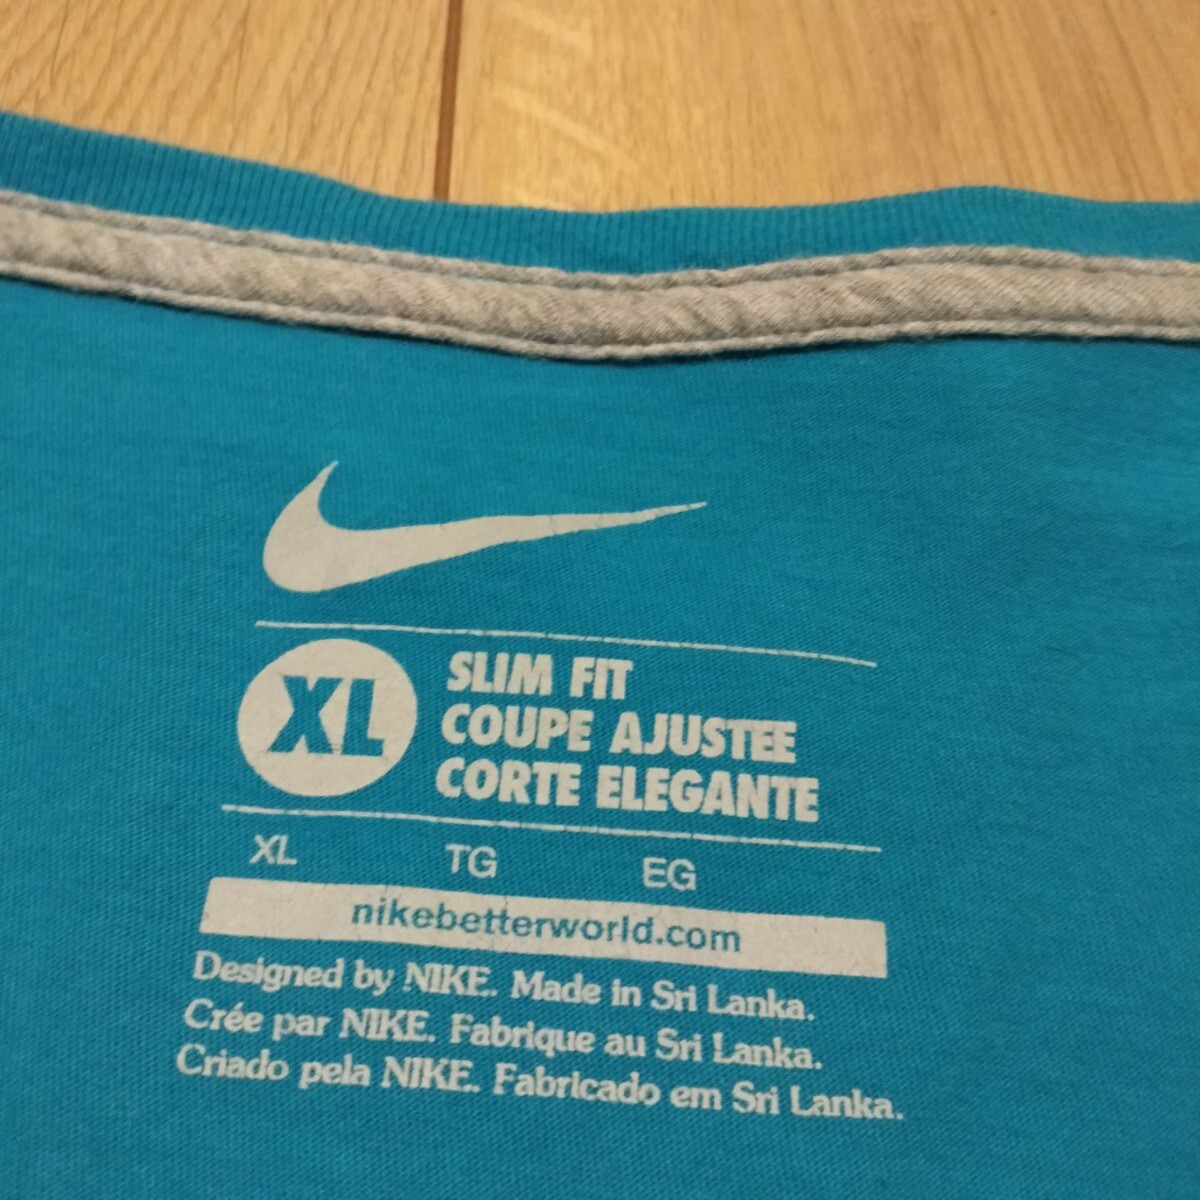 XL
SLIM FIT
COUPE AJUSTEE
CORTE ELEGANTE
XL TG EG
nikebetterworld.com
Designed by NIKE. Made in Sri Lanka.
Crée par NIKE. Fabrique au Sri Lanka.
Criado pela NIKE. Fabricado em Sri Lanka.